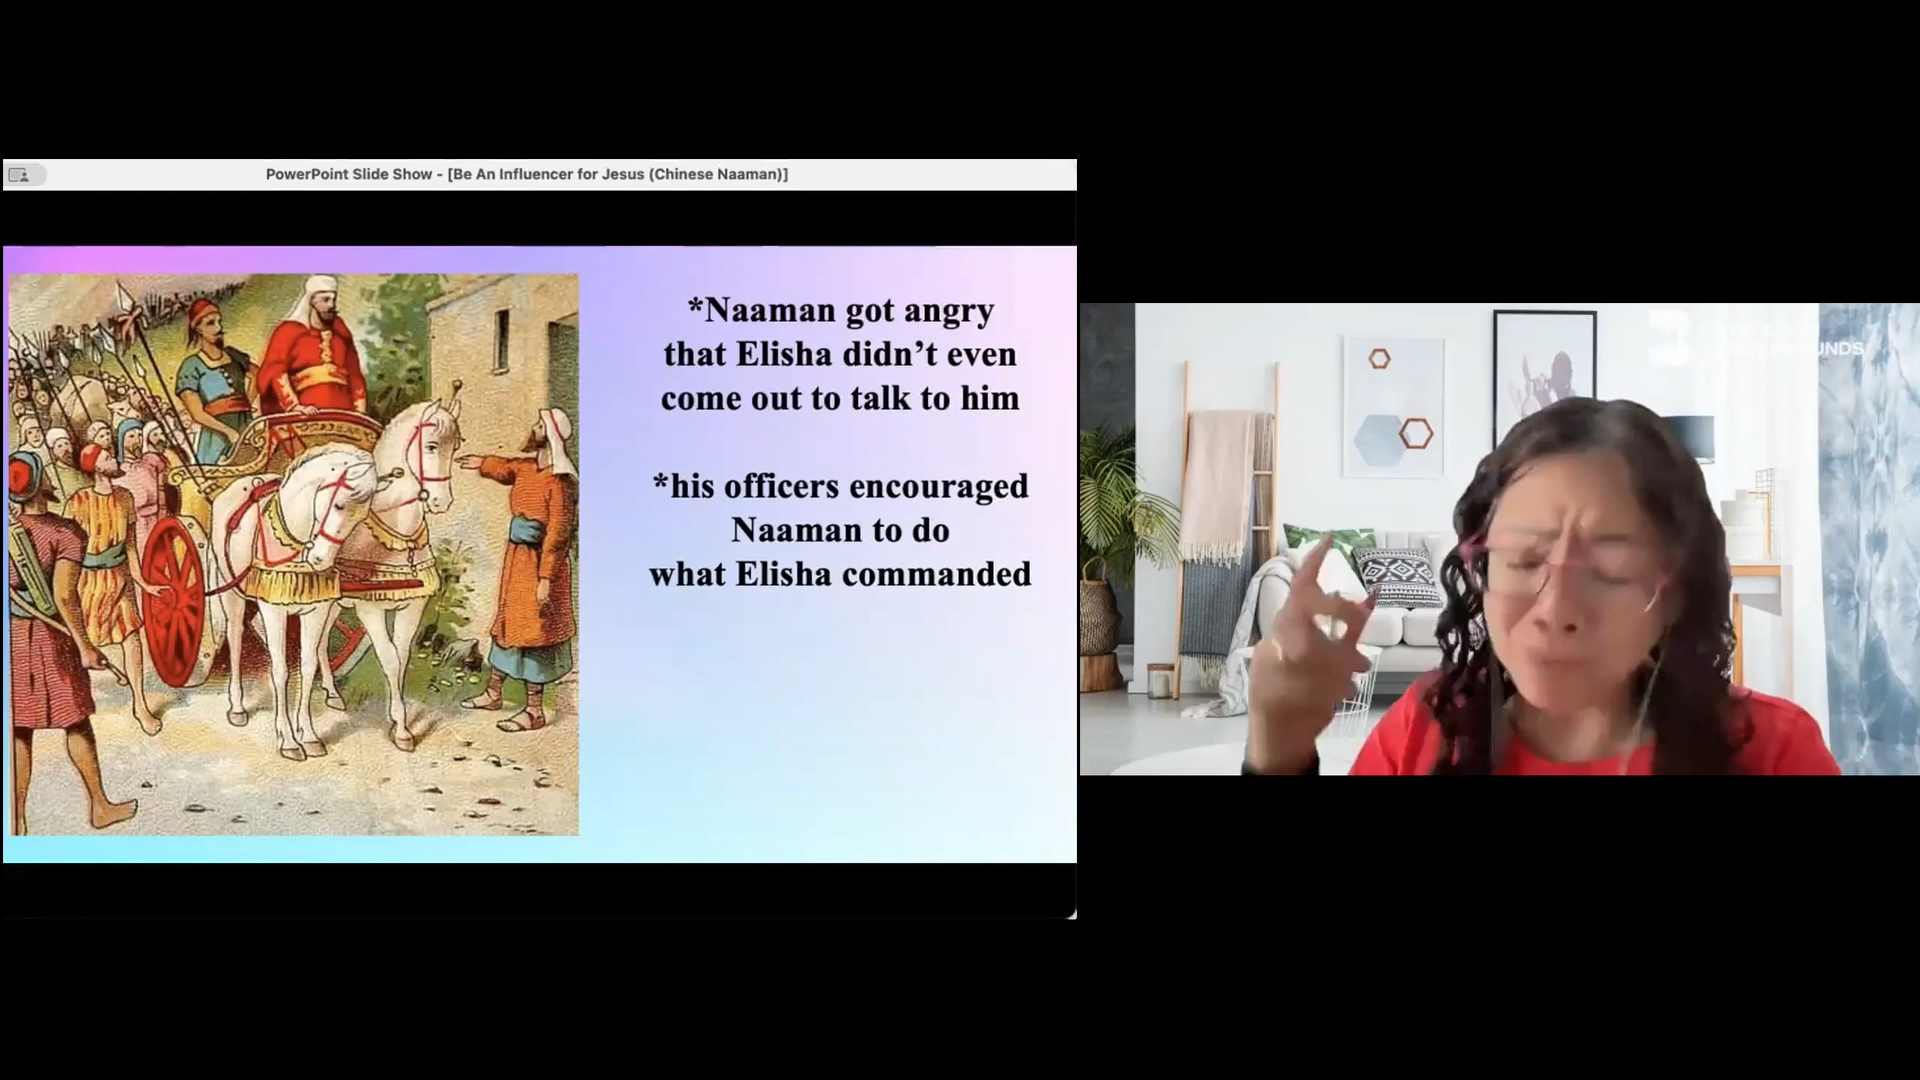 PowerPoint Slide Show - [Be An Influencer for Jesus (Chinese Naaman)]
*Naaman got angry
that Elisha didn’t even
come out to talk to him
*his officers encouraged
Naaman to do
what Elisha commanded